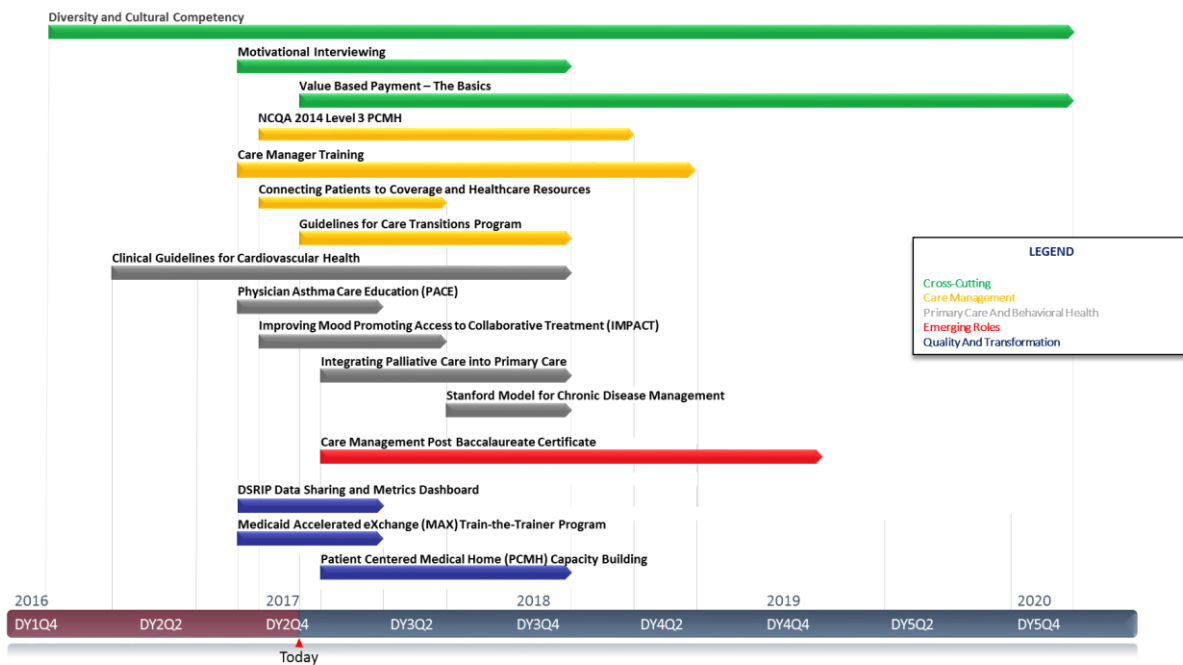 Diversity and Cultural Competency
Motivational Interviewing
Value Based Payment – The Basics
NCQA 2014 Level 3 PCMH
Care Manager Training
Connecting Patients to Coverage and Healthcare Resources
Guidelines for Care Transitions Program
Clinical Guidelines for Cardiovascular Health
Physician Asthma Care Education (PACE)
Improving Mood Promoting Access to Collaborative Treatment (IMPACT)
Integrating Palliative Care into Primary Care
Stanford Model for Chronic Disease Management
Care Management Post Baccalaureate Certificate
DSRIP Data Sharing and Metrics Dashboard
Medicaid Accelerated eXchange (MAX) Train-the-Trainer Program
Patient Centered Medical Home (PCMH) Capacity Building
LEGEND
Cross-Cutting
Care Management
Primary Care And Behavioral Health
Emerging Roles
Quality And Transformation
2016 2017 2018 2019 2020
DY1Q4 DY2Q2 DY2Q4 DY3Q2 DY3Q4 DY4Q2 DY4Q4 DY5Q2 DY5Q4
Today